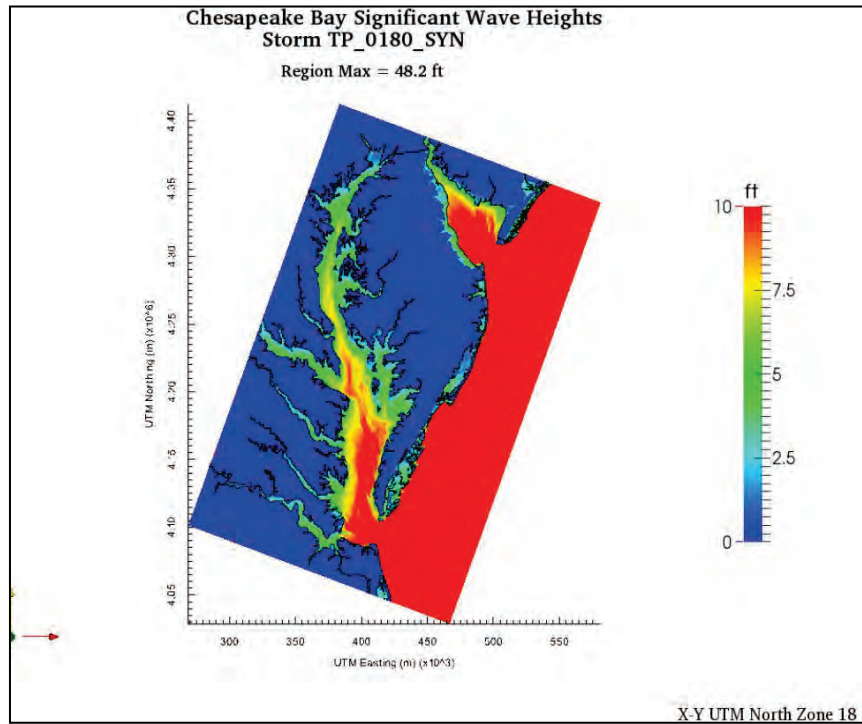 Chesapeake Bay Significant Wave Heights
Storm TP_0180_SYN
Region Max = 48.2 ft
UTM Northing (m) (x10^6)
4.40
4.35
4.30
4.25
4.20
4.15
4.10
4.05
300 350 400 450 500 550
UTM Easting (m) (x10^3)
ft
10
7.5
5
2.5
0
X-Y UTM North Zone 18